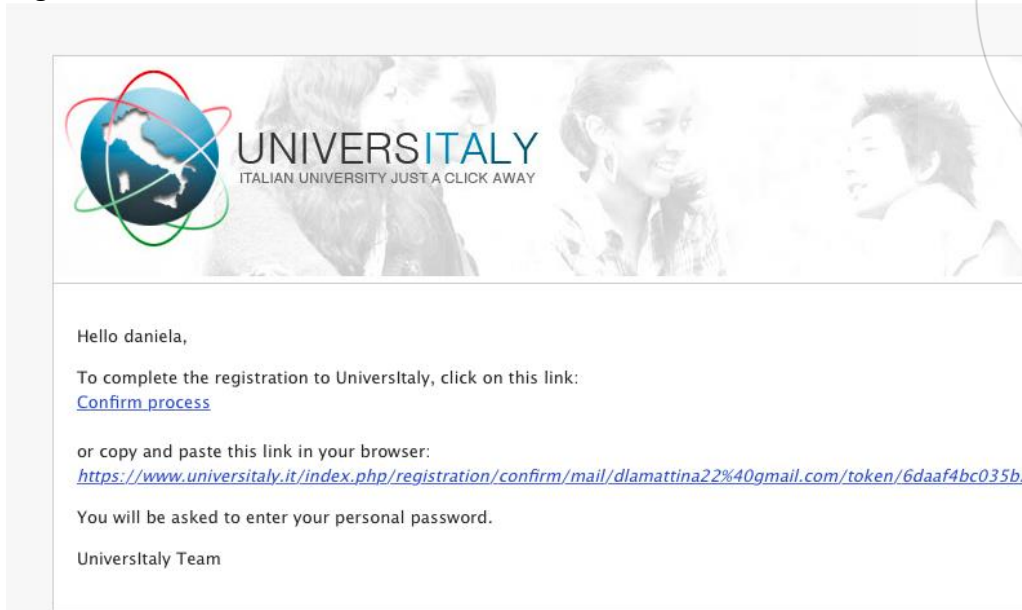 UNIVERSITALY
ITALIAN UNIVERSITY JUST A CLICK AWAY
Hello daniela,
To complete the registration to UniversItaly, click on this link:
Confirm process
or copy and paste this link in your browser:
https://www.universitaly.it/index.php/registration/confirm/mail/dlamattina22%40gmail.com/token/6daaf4bc035b
You will be asked to enter your personal password.
UniversItaly Team